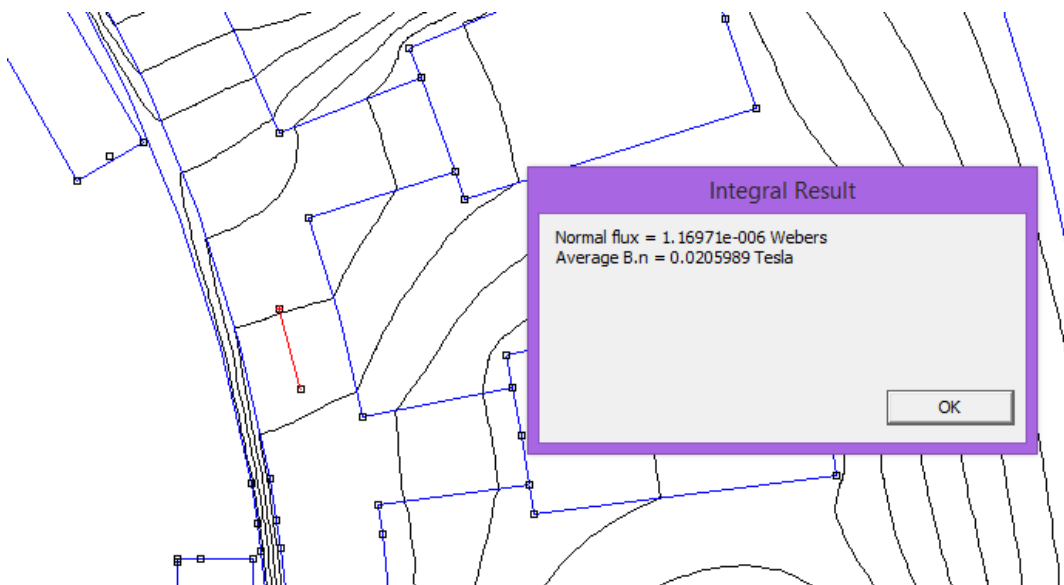 Integral Result
Normal flux = 1.16971e-006 Webers
Average B.n = 0.0205989 Tesla
OK